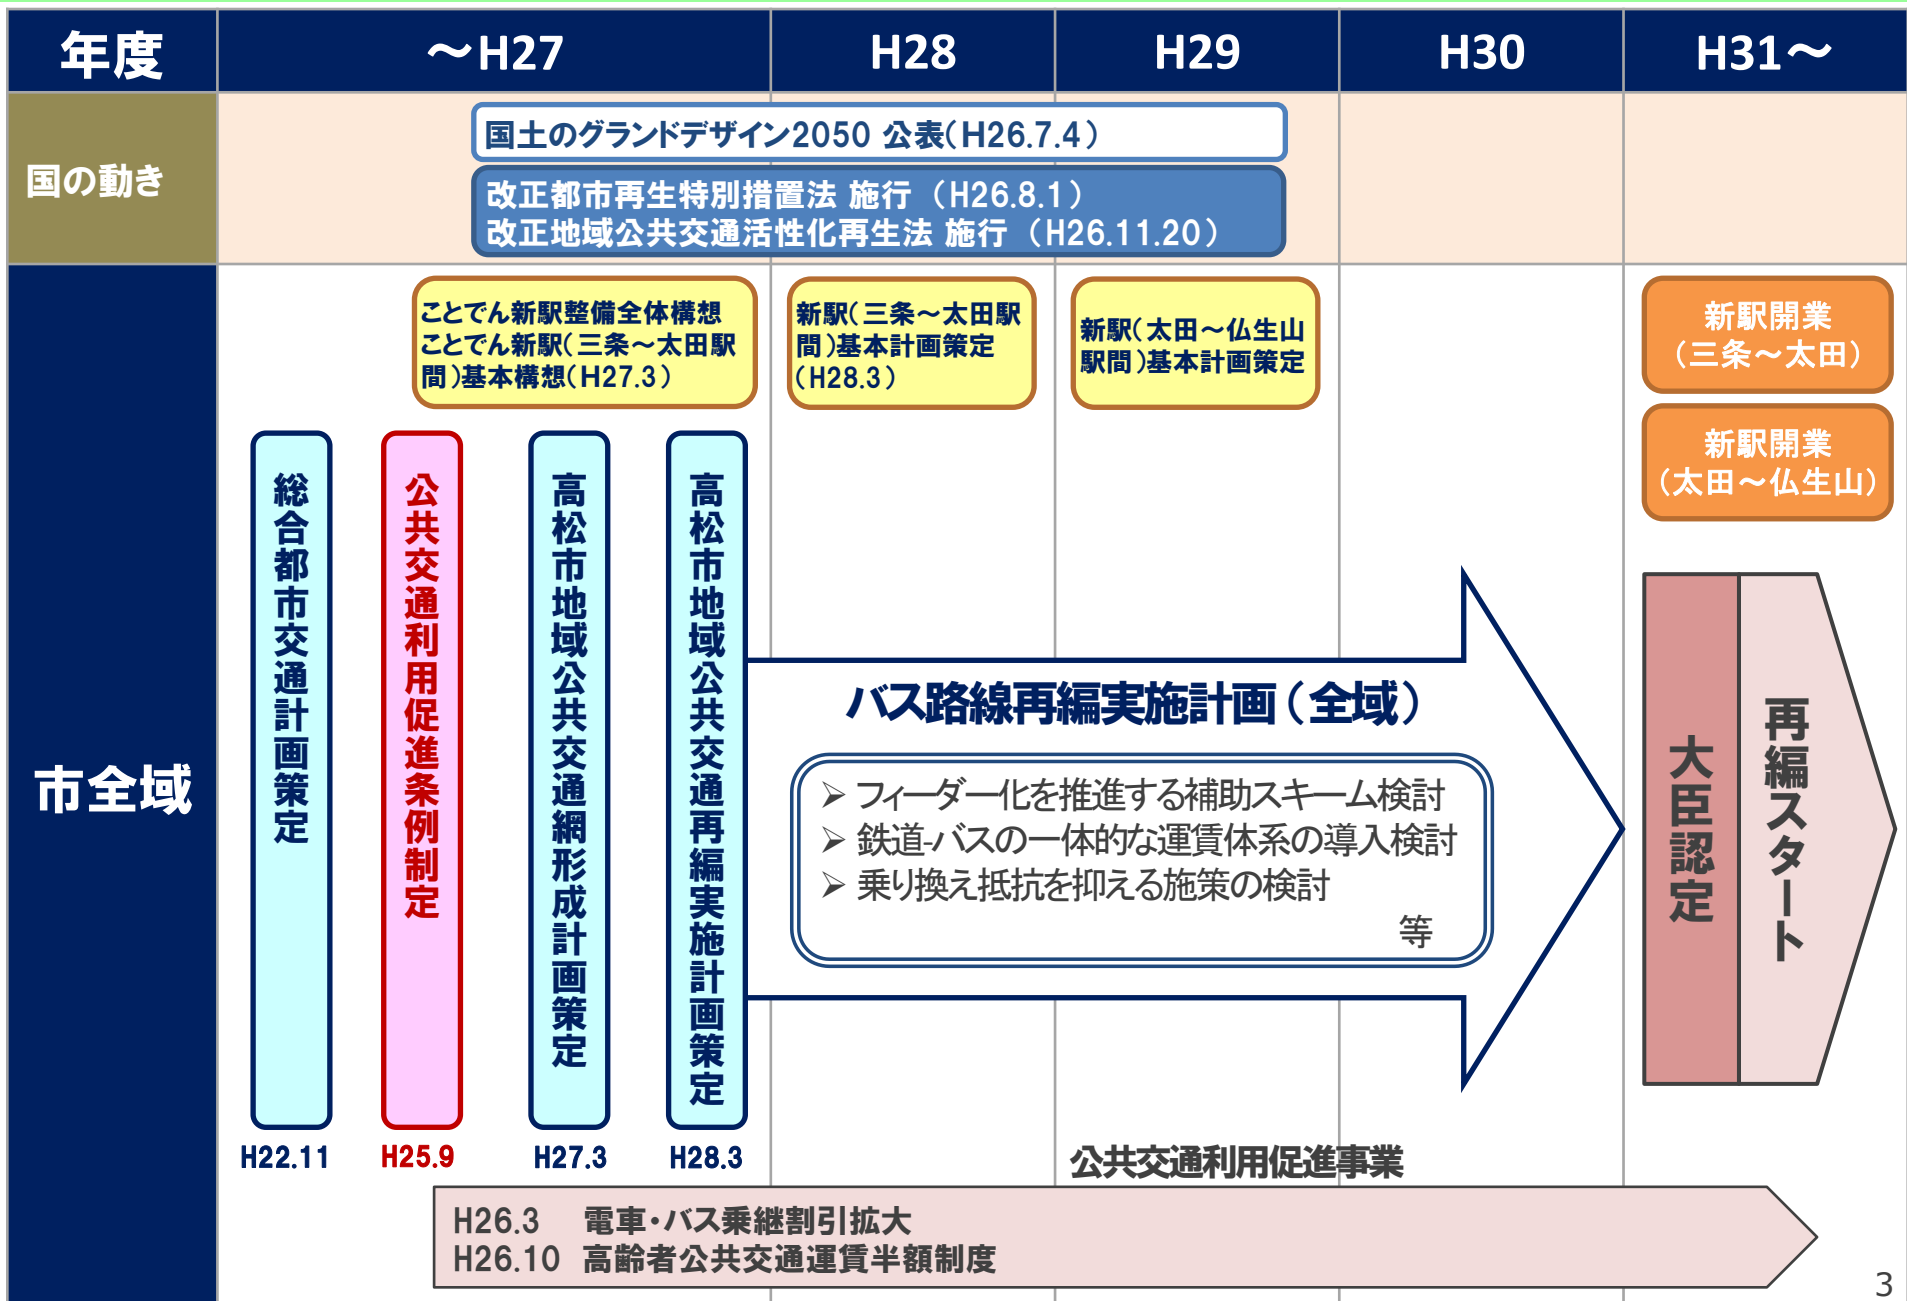 年度
～H27
H28
H29
H30
H31～
国の動き
国土のグランドデザイン2050 公表(H26.7.4)
改正都市再生特別措置法 施行 (H26.8.1)
改正地域公共交通活性化再生法 施行 (H26.11.20)
市全域
ことでん新駅整備全体構想
ことでん新駅(三条～太田駅
間)基本構想(H27.3)
新駅(三条～太田駅
間)基本計画策定
(H28.3)
新駅(太田～仏生山
駅間)基本計画策定
新駅開業
(三条～太田)
新駅開業
(太田～仏生山)
総合都市交通計画策定
H22.11
公共交通利用促進条例制定
H25.9
高松市地域公共交通網形成計画策定
H27.3
高松市地域公共交通再編実施計画策定
H28.3
バス路線再編実施計画(全域)
➢ フィーダー化を推進する補助スキーム検討
➢ 鉄道-バスの一体的な運賃体系の導入検討
➢ 乗り換え抵抗を抑える施策の検討
等
大臣認定
再編スタート
公共交通利用促進事業
H26.3 電車・バス乗継割引拡大
H26.10 高齢者公共交通運賃半額制度
3